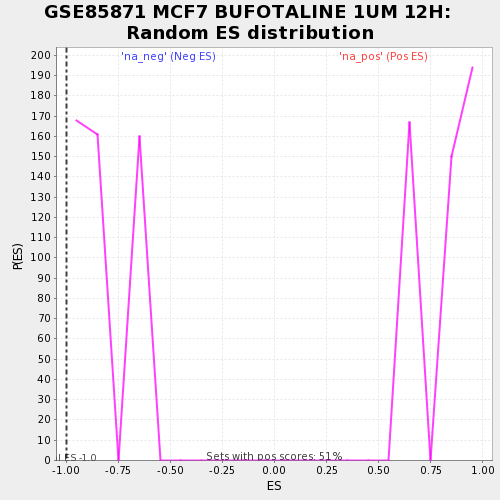 GSE85871 MCF7 BUFOTALINE 1UM 12H:
Random ES distribution
'na_neg' (Neg ES)
'na_pos' (Pos ES)
200
190
180
170
160
150
140
130
120
110
100
90
80
70
60
50
40
30
20
10
0
P(ES)
ES -1.0
Sets with pos scores: 51%
-1.00 -0.75 -0.50 -0.25 0.00 0.25 0.50 0.75 1.00
ES